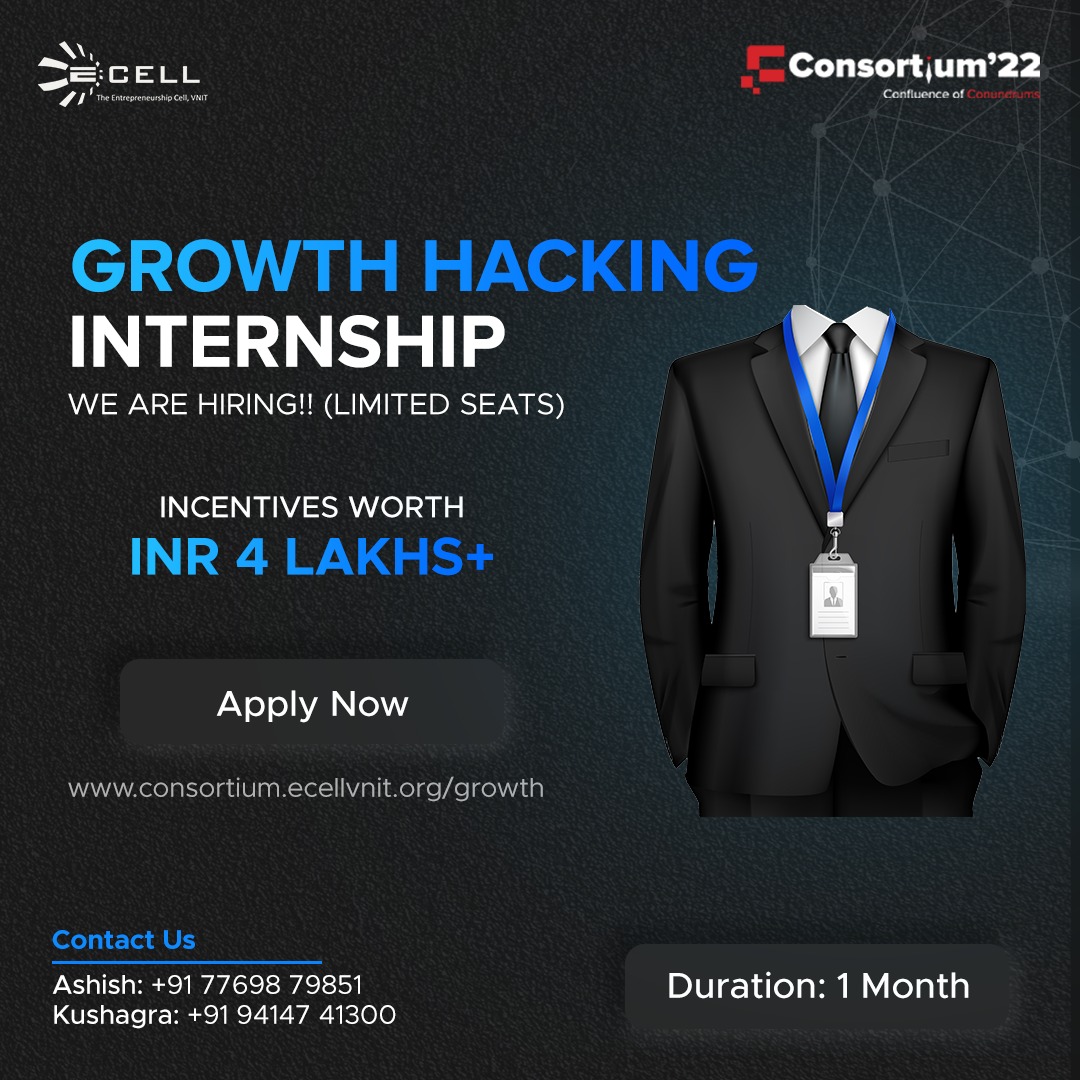 E-CELL
The Entrepreneurship Cell, VNIT
Consortium'22
Confluence of Conundrums
GROWTH HACKING
INTERNSHIP
WE ARE HIRING!! (LIMITED SEATS)
INCENTIVES WORTH
INR 4 LAKHS+
Apply Now
www.consortium.ecellvnit.org/growth
Contact Us
Ashish: +91 77698 79851
Kushagra: +91 94147 41300
Duration: 1 Month